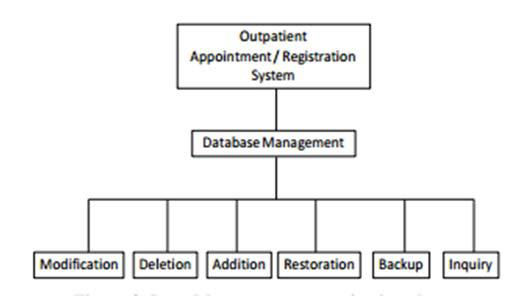 Outpatient
Appointment / Registration
System
Database Management
Modification Deletion Addition Restoration Backup Inquiry